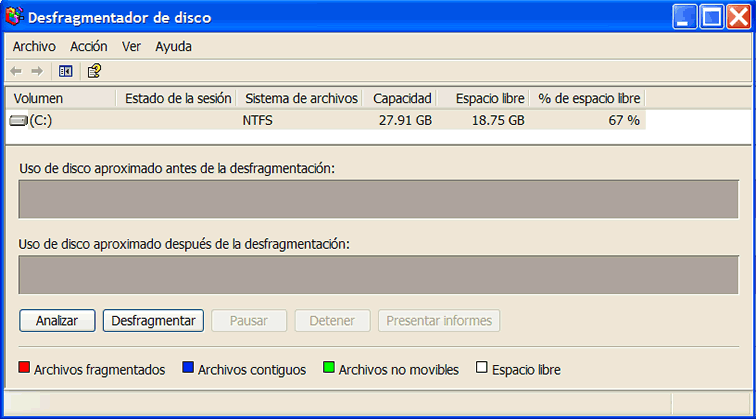 Desfragmentador de disco
Archivo Acción Ver Ayuda
Volumen Estado de la sesión Sistema de archivos Capacidad Espacio libre % de espacio libre
(C:) NTFS 27.91 GB 18.75 GB 67 %
Uso de disco aproximado antes de la desfragmentación:
Uso de disco aproximado después de la desfragmentación:
Analizar Desfragmentar Pausar Detener Presentar informes
Archivos fragmentados Archivos contiguos Archivos no movibles Espacio libre